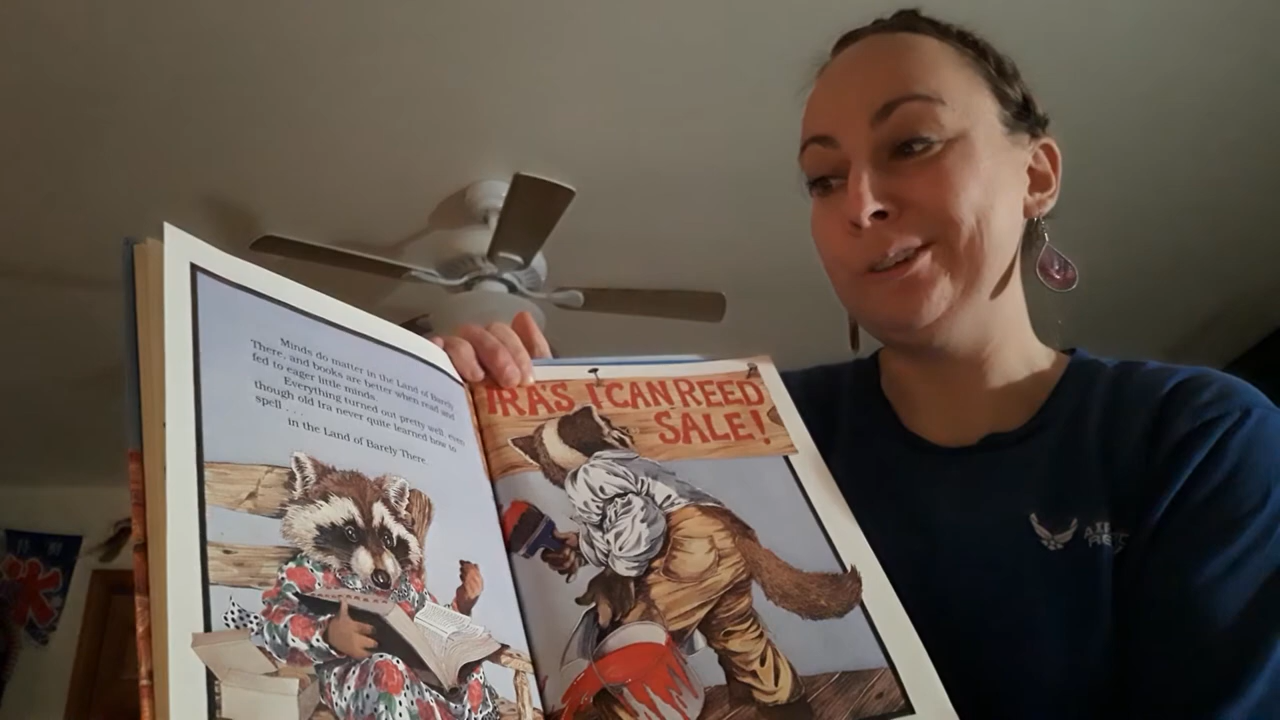 Minds do matter in the Land of Barely
There, and books are better when read and
fed to eager little minds.
Everything turned out pretty well, even
though old Ira never quite learned how to
spell . . .
in the Land of Barely There.
IRA'S I CAN REED
SALE!